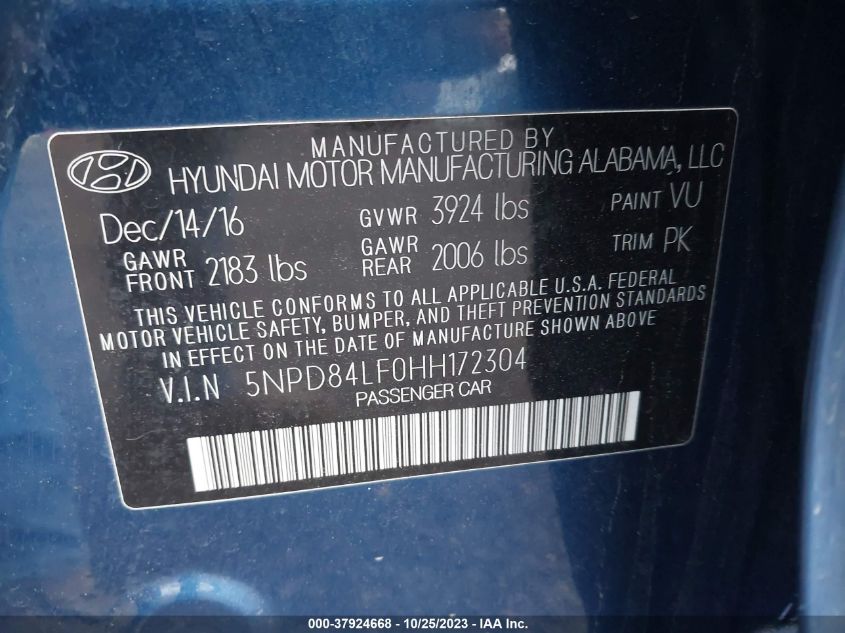 MANUFACTURED BY
HYUNDAI MOTOR MANUFACTURING ALABAMA, LLC
Dec/14/16 GVWR 3924 lbs PAINT VU
GAWR FRONT 2183 lbs GAWR REAR 2006 lbs TRIM PK
THIS VEHICLE CONFORMS TO ALL APPLICABLE U.S.A. FEDERAL
MOTOR VEHICLE SAFETY, BUMPER, AND THEFT PREVENTION STANDARDS
IN EFFECT ON THE DATE OF MANUFACTURE SHOWN ABOVE
V.I.N 5NPD84LF0HH172304
PASSENGER CAR
000-37924668 - 10/25/2023 - IAA Inc.